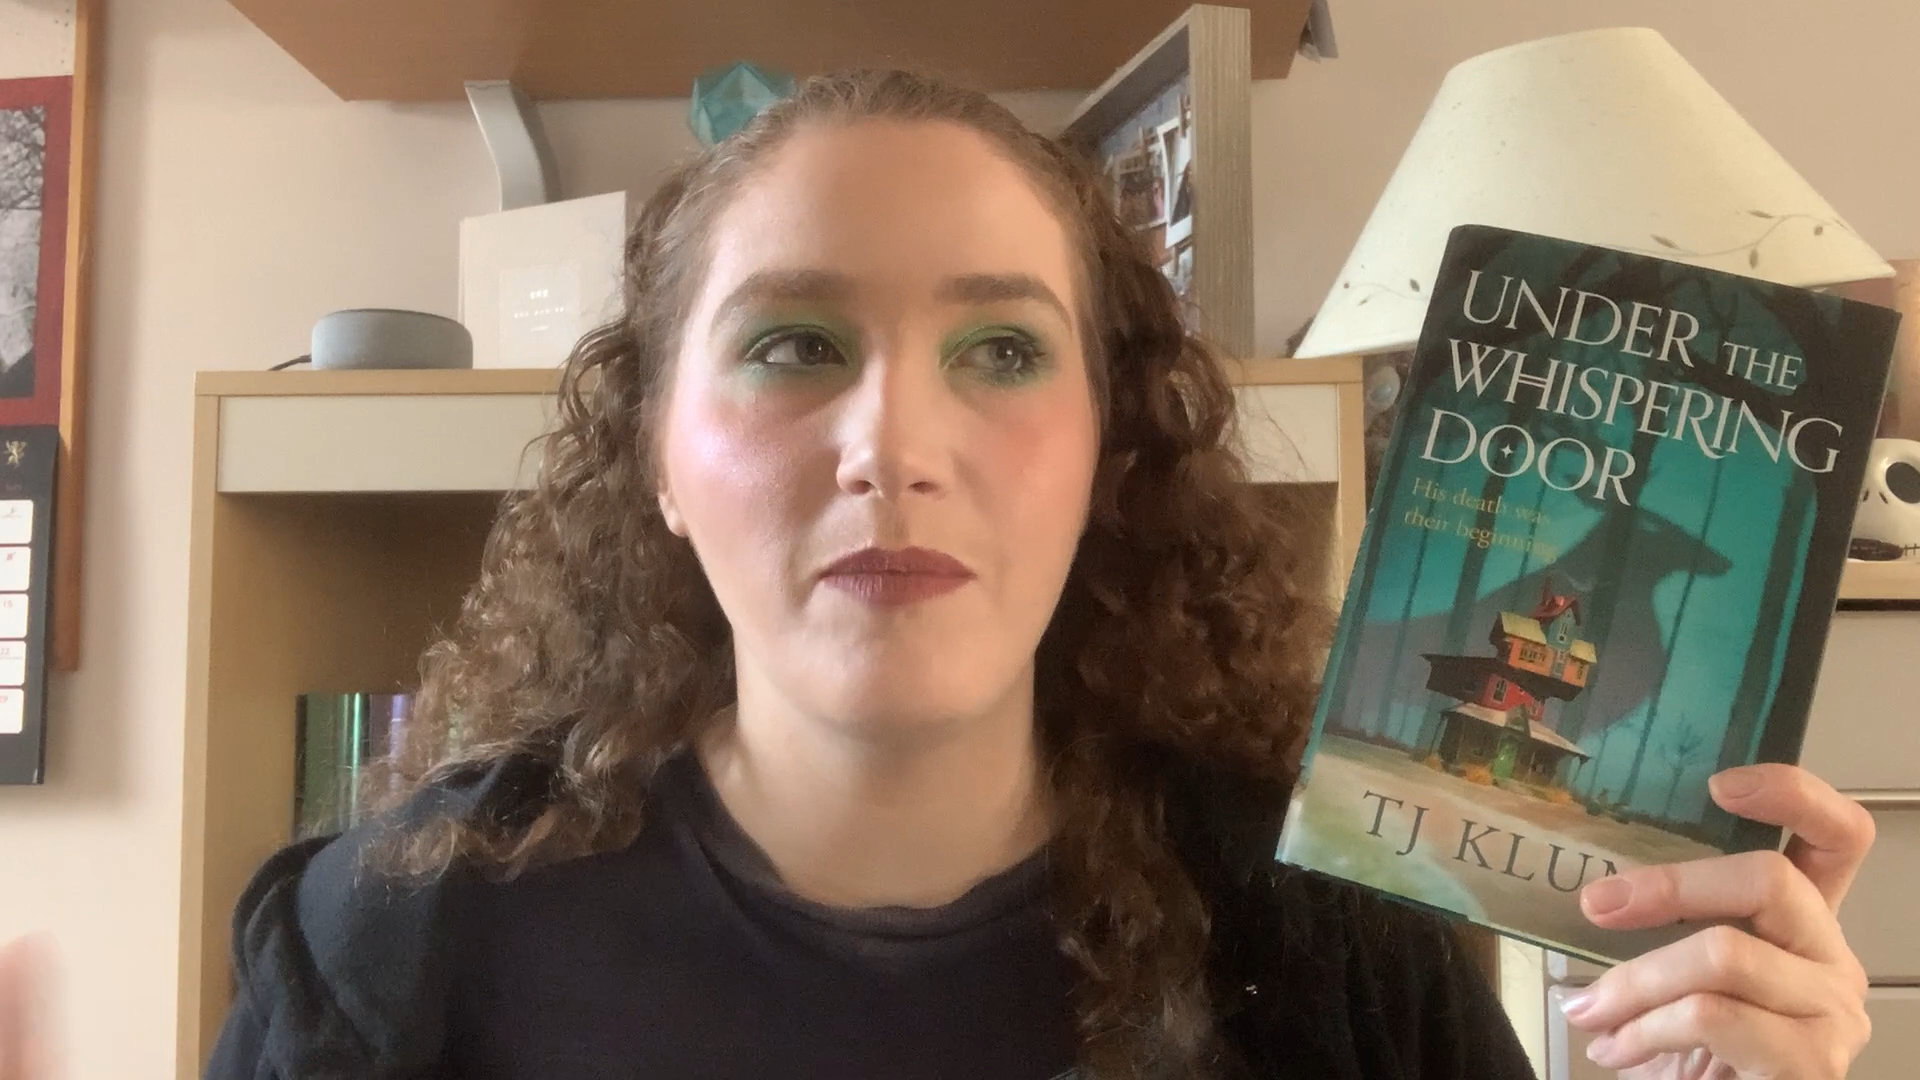 UNDER THE
WHISPERING
DOOR
His death was
their beginning
TJ KLUN